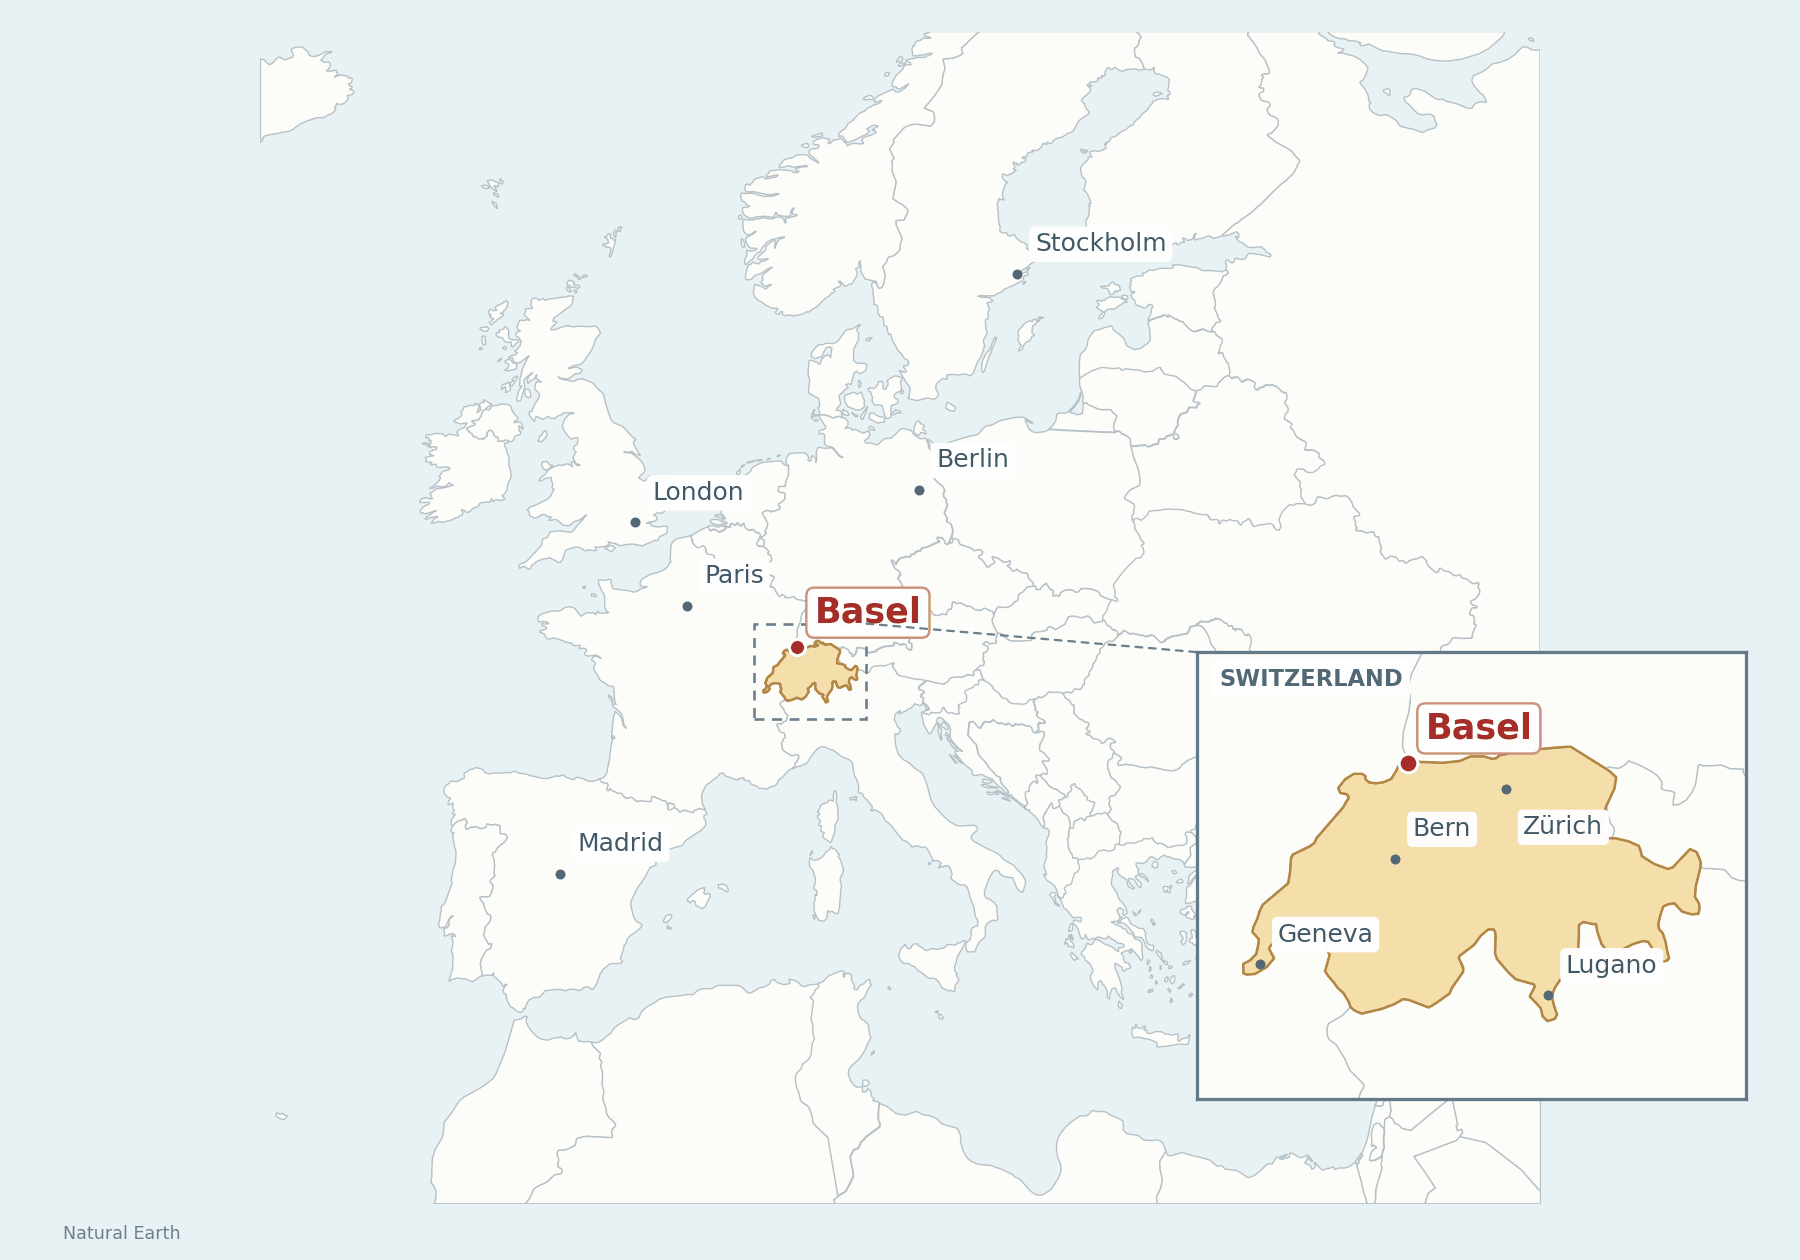 Stockholm
Berlin
London
Paris
Basel
SWITZERLAND
Basel
Bern
Zürich
Madrid
Geneva
Lugano
Natural Earth